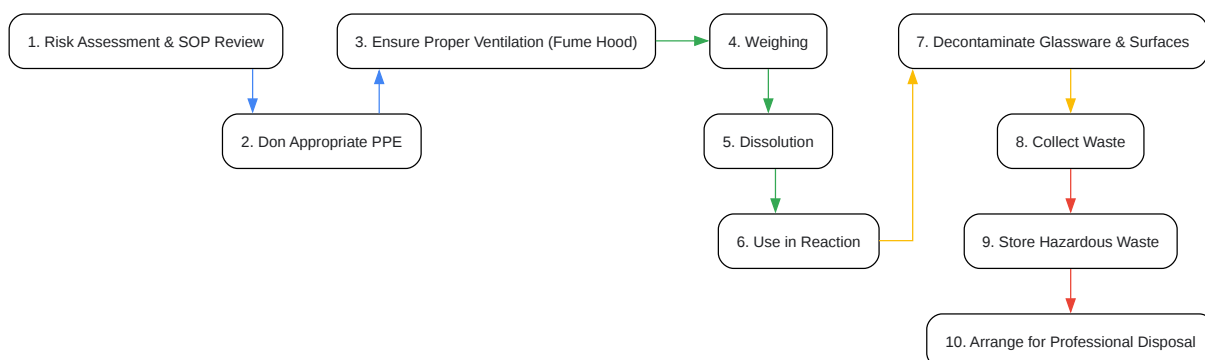 1. Risk Assessment & SOP Review
2. Don Appropriate PPE
3. Ensure Proper Ventilation (Fume Hood)
4. Weighing
5. Dissolution
6. Use in Reaction
7. Decontaminate Glassware & Surfaces
8. Collect Waste
9. Store Hazardous Waste
10. Arrange for Professional Disposal